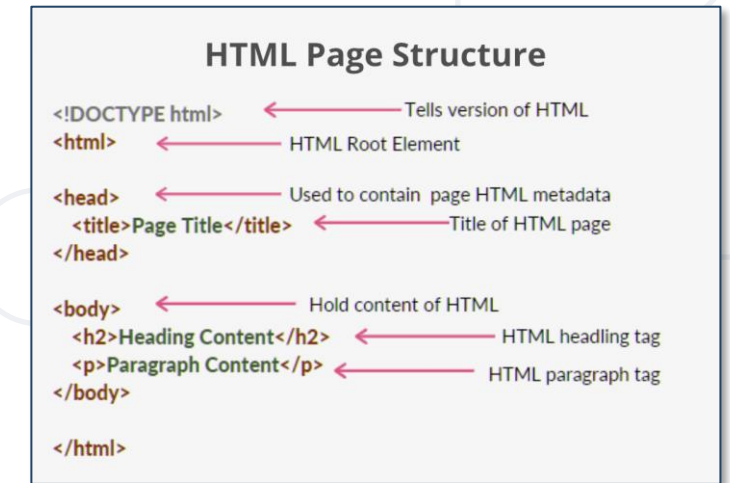 HTML Page Structure
<!DOCTYPE html> Tells version of HTML
<html> HTML Root Element
<head> Used to contain page HTML metadata
<title>Page Title</title> Title of HTML page
</head>
<body> Hold content of HTML
<h2>Heading Content</h2> HTML headling tag
<p>Paragraph Content</p> HTML paragraph tag
</body>
</html>